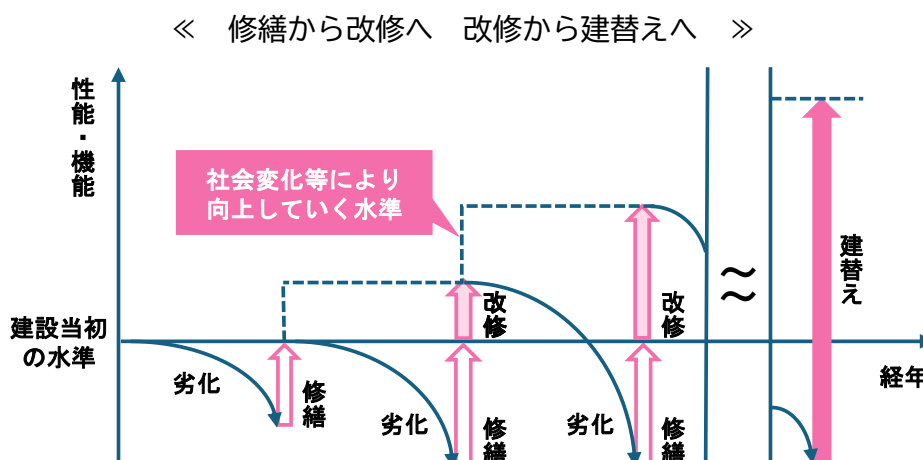 ≪　修繕から改修へ　改修から建替えへ　≫
性能・機能
社会変化等により
向上していく水準
建替え
改修
改修
建設当初
の水準
経年
劣化
修繕
劣化
修繕
劣化
修繕